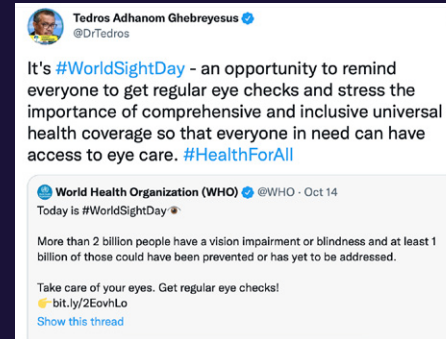 Tedros Adhanom Ghebreyesus
@DrTedros
It's #WorldSightDay - an opportunity to remind
everyone to get regular eye checks and stress the
importance of comprehensive and inclusive universal
health coverage so that everyone in need can have
access to eye care. #HealthForAll
World Health Organization (WHO) @WHO · Oct 14
Today is #WorldSightDay👁
More than 2 billion people have a vision impairment or blindness and at least 1
billion of those could have been prevented or has yet to be addressed.
Take care of your eyes. Get regular eye checks!
👉bit.ly/2EovhLo
Show this thread